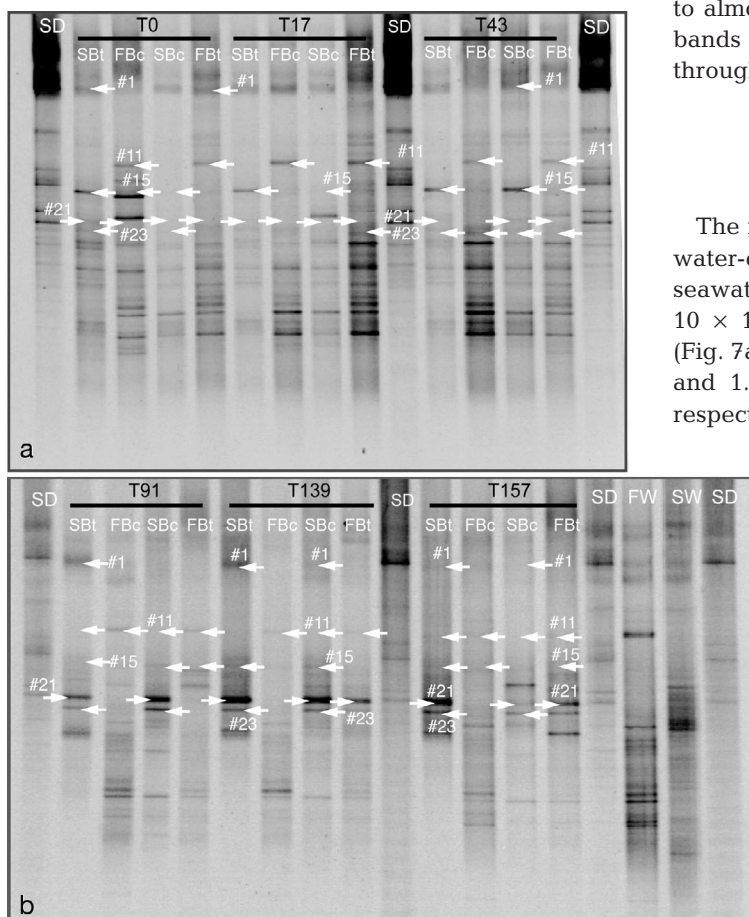 SD T0 T17 T43 SD
SBt FBc SBc FBt SBt FBc SBc FBt SD SBt FBc SBc FBt
#1 #1 #1
#11 #11 #11
#15 #15 #15
#21 #21
#23 #23
a
to almo
bands
through
The
water-
seawat
10 × 1
(Fig. 7a
and 1.
respect
T91 T139 T157
SD SD SD FW SW SD
SBt FBc SBc FBt SBt FBc SBc FBt SBt FBc SBc FBt
#1 #1 #1 #1 #1
#11 #11 #11
#15 #15 #15
#21 #21 #21
#23 #23 #23
b